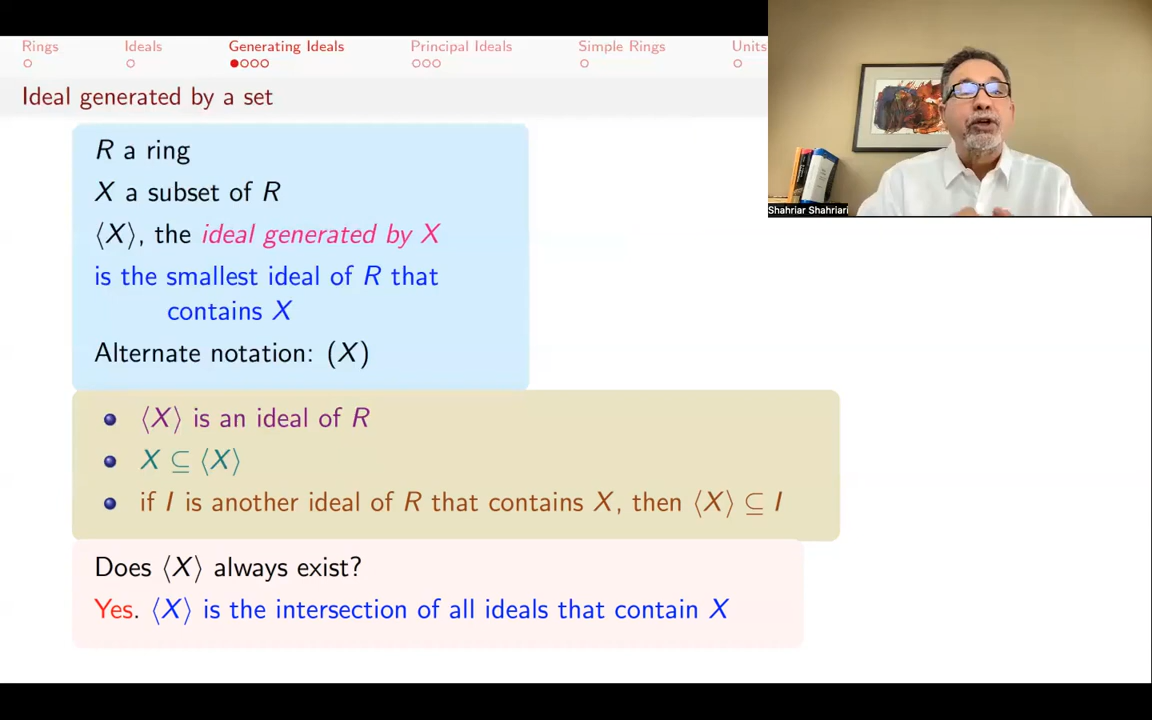 Rings Ideals Generating Ideals Principal Ideals Simple Rings Units
Ideal generated by a set
R a ring
X a subset of R
⟨X⟩, the ideal generated by X
is the smallest ideal of R that
contains X
Alternate notation: (X)
⟨X⟩ is an ideal of R
X ⊆ ⟨X⟩
if I is another ideal of R that contains X, then ⟨X⟩ ⊆ I
Does ⟨X⟩ always exist?
Yes. ⟨X⟩ is the intersection of all ideals that contain X
Shahriar Shahriari